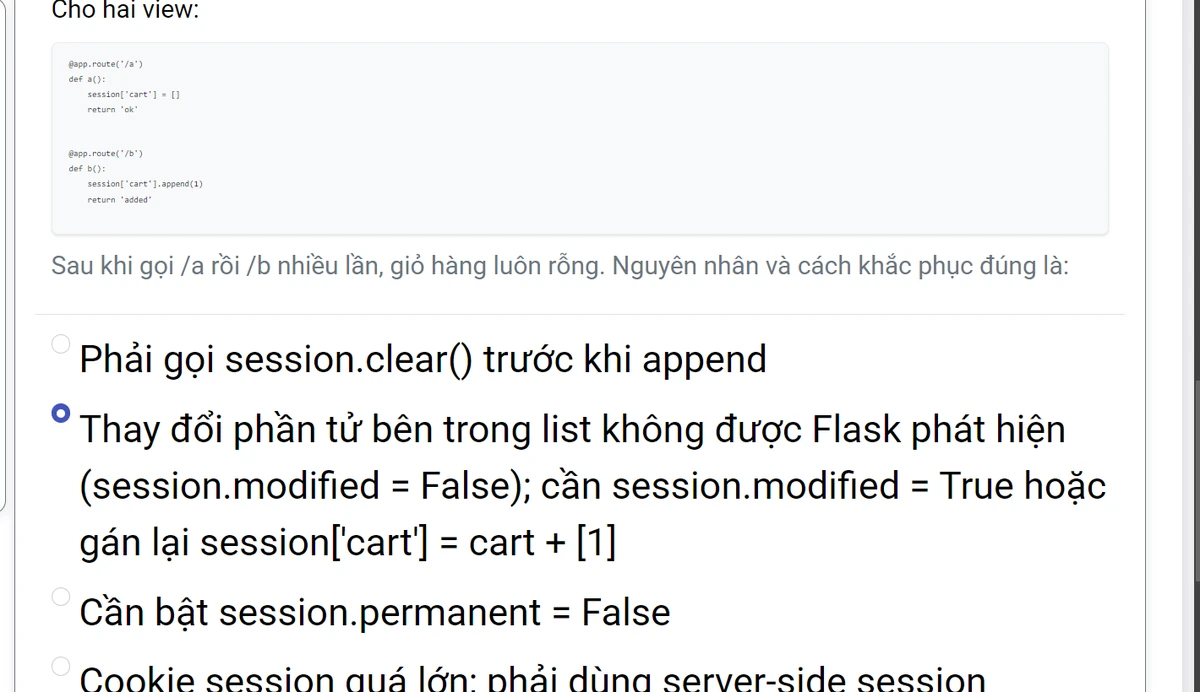 Cho hai view:
@app.route('/a')
def a():
    session['cart'] = []
    return 'ok'
@app.route('/b')
def b():
    session['cart'].append(1)
    return 'added'
Sau khi gọi /a rồi /b nhiều lần, giỏ hàng luôn rỗng. Nguyên nhân và cách khắc phục đúng là:
Phải gọi session.clear() trước khi append
Thay đổi phần tử bên trong list không được Flask phát hiện
(session.modified = False); cần session.modified = True hoặc
gán lại session['cart'] = cart + [1]
Cần bật session.permanent = False
Cookie session quá lớn; phải dùng server-side session